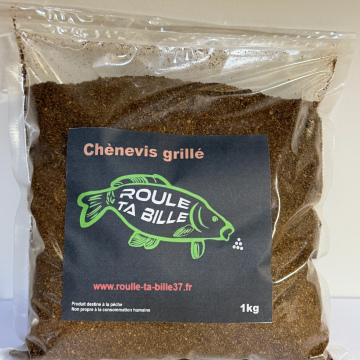 Chènevis grillé
ROULE
TA BILLE
www.roulle-ta-bille37.fr
1kg
Produit destiné à la pêche
Non propre à la consommation humaine